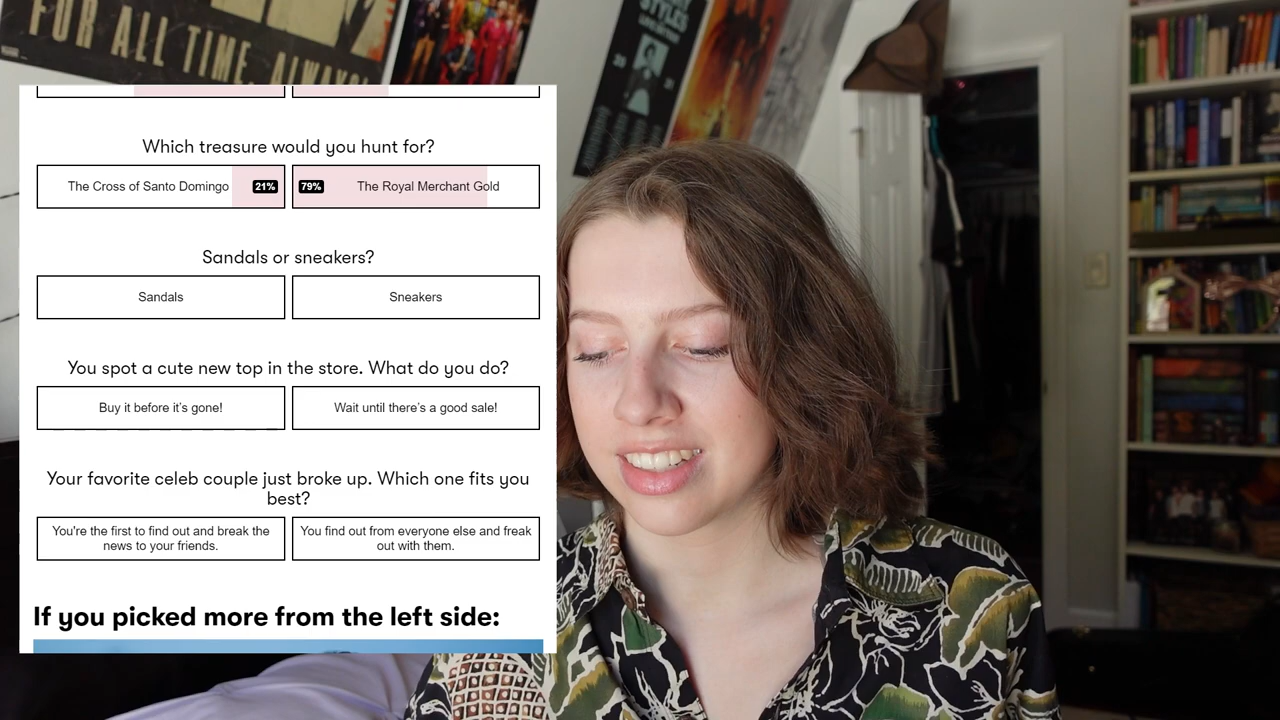 FOR ALL TIME. ALWAYS.
STYLES
Which treasure would you hunt for?
The Cross of Santo Domingo 21%
79% The Royal Merchant Gold
Sandals or sneakers?
Sandals
Sneakers
You spot a cute new top in the store. What do you do?
Buy it before it's gone!
Wait until there's a good sale!
Your favorite celeb couple just broke up. Which one fits you
best?
You're the first to find out and break the
news to your friends.
You find out from everyone else and freak
out with them.
If you picked more from the left side: